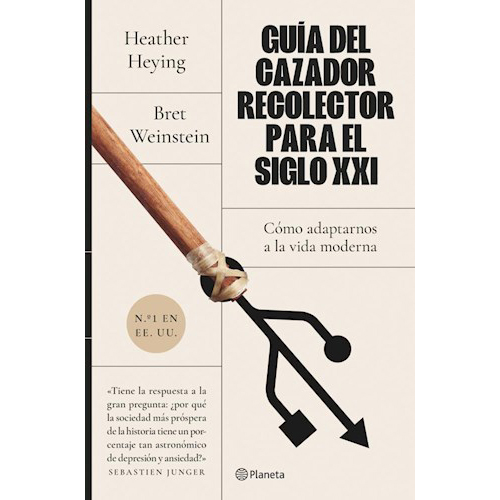 Heather
Heying
Bret
Weinstein
GUÍA DEL
CAZADOR
RECOLECTOR
PARA EL
SIGLO XXI
Cómo adaptarnos
a la vida moderna
N.º 1 EN
EE. UU.
«Tiene la respuesta a la
gran pregunta: ¿por qué
la sociedad más próspera
de la historia tiene un por-
centaje tan astronómico
de depresión y ansiedad?»
SEBASTIEN JUNGER
Planeta